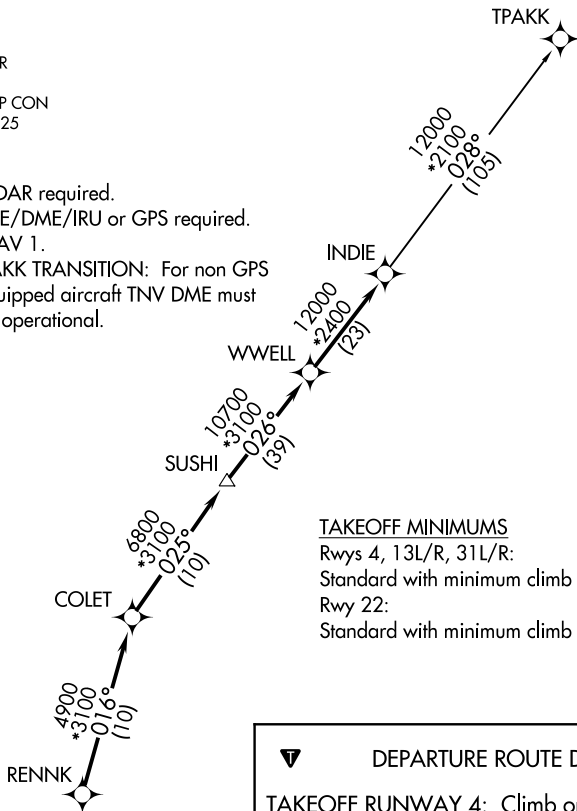 TPAKK
R
P CON
25
12000
*2100
028°
(105)
DAR required.
E/DME/IRU or GPS required.
AV 1.
AKK TRANSITION: For non GPS
uipped aircraft TNV DME must
operational.
INDIE
12000
*2400
(23)
WWELL
10700
*3100
026°
(39)
SUSHI
6800
*3100
025°
(10)
TAKEOFF MINIMUMS
Rwys 4, 13L/R, 31L/R:
Standard with minimum climb
Rwy 22:
Standard with minimum climb
COLET
4900
*3100
016°
(10)
RENNK
T
DEPARTURE ROUTE D
TAKEOFF RUNWAY 4: Climb o